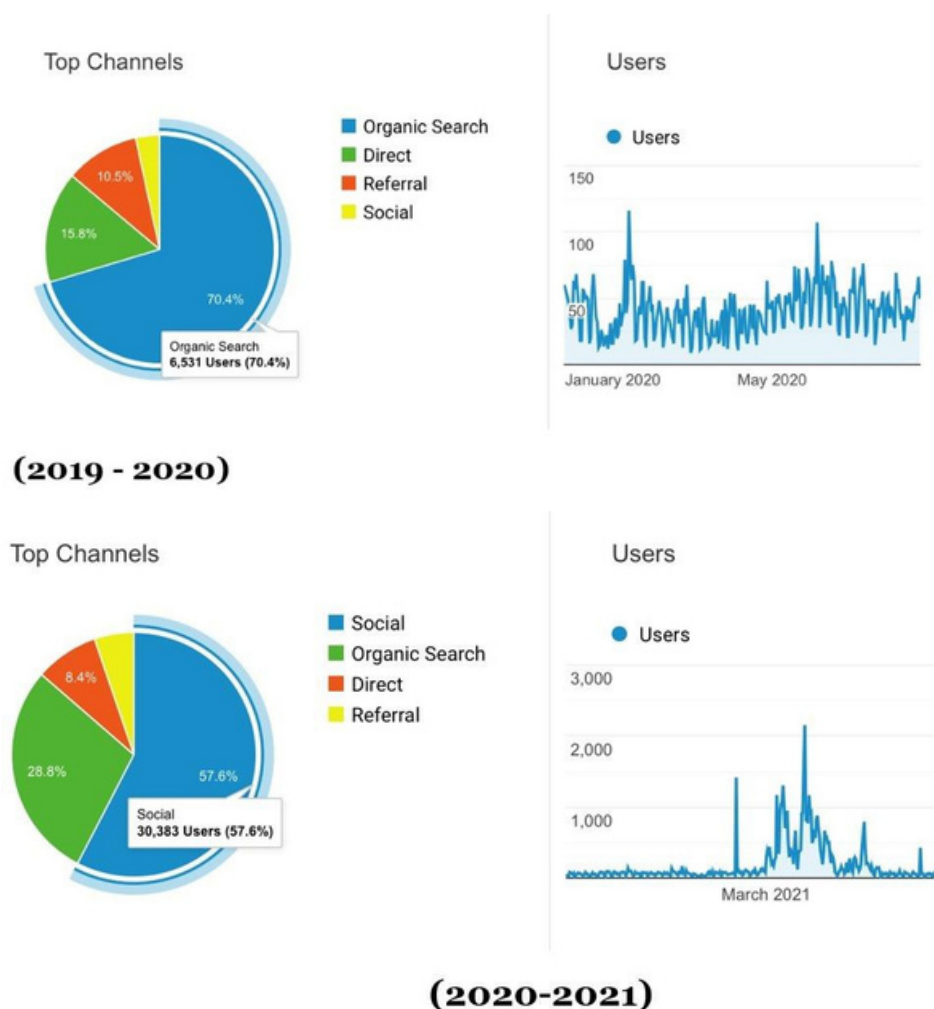 Top Channels
Organic Search
Direct
Referral
Social
10.5%
15.8%
70.4%
Organic Search
6,531 Users (70.4%)
Users
Users
150
100
50
January 2020
May 2020
(2019 - 2020)
Top Channels
Social
Organic Search
Direct
Referral
8.4%
28.8%
57.6%
Social
30,383 Users (57.6%)
Users
Users
3,000
2,000
1,000
March 2021
(2020-2021)